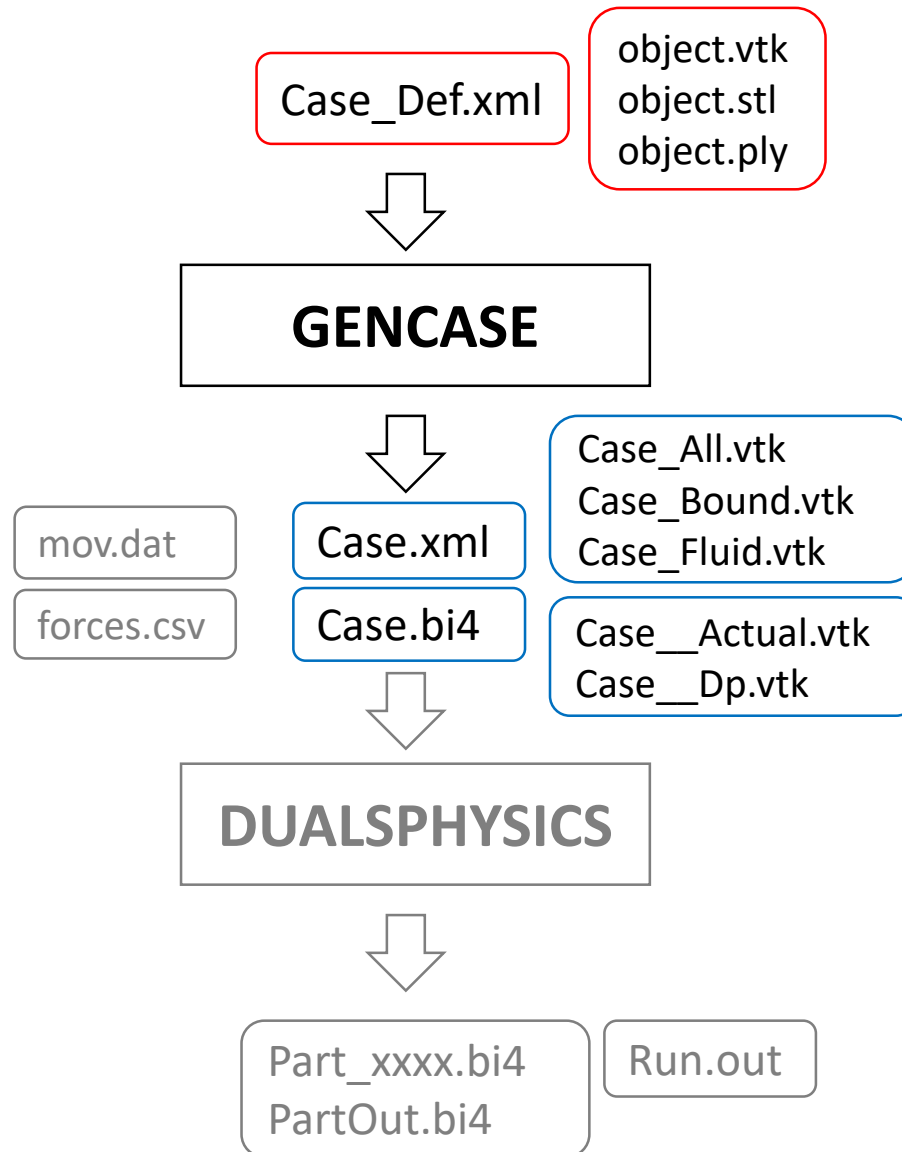 Case_Def.xml
object.vtk
object.stl
object.ply
GENCASE
mov.dat
forces.csv
Case.xml
Case.bi4
Case_All.vtk
Case_Bound.vtk
Case_Fluid.vtk
Case__Actual.vtk
Case__Dp.vtk
DUALSPHYSICS
Part_xxxx.bi4
PartOut.bi4
Run.out